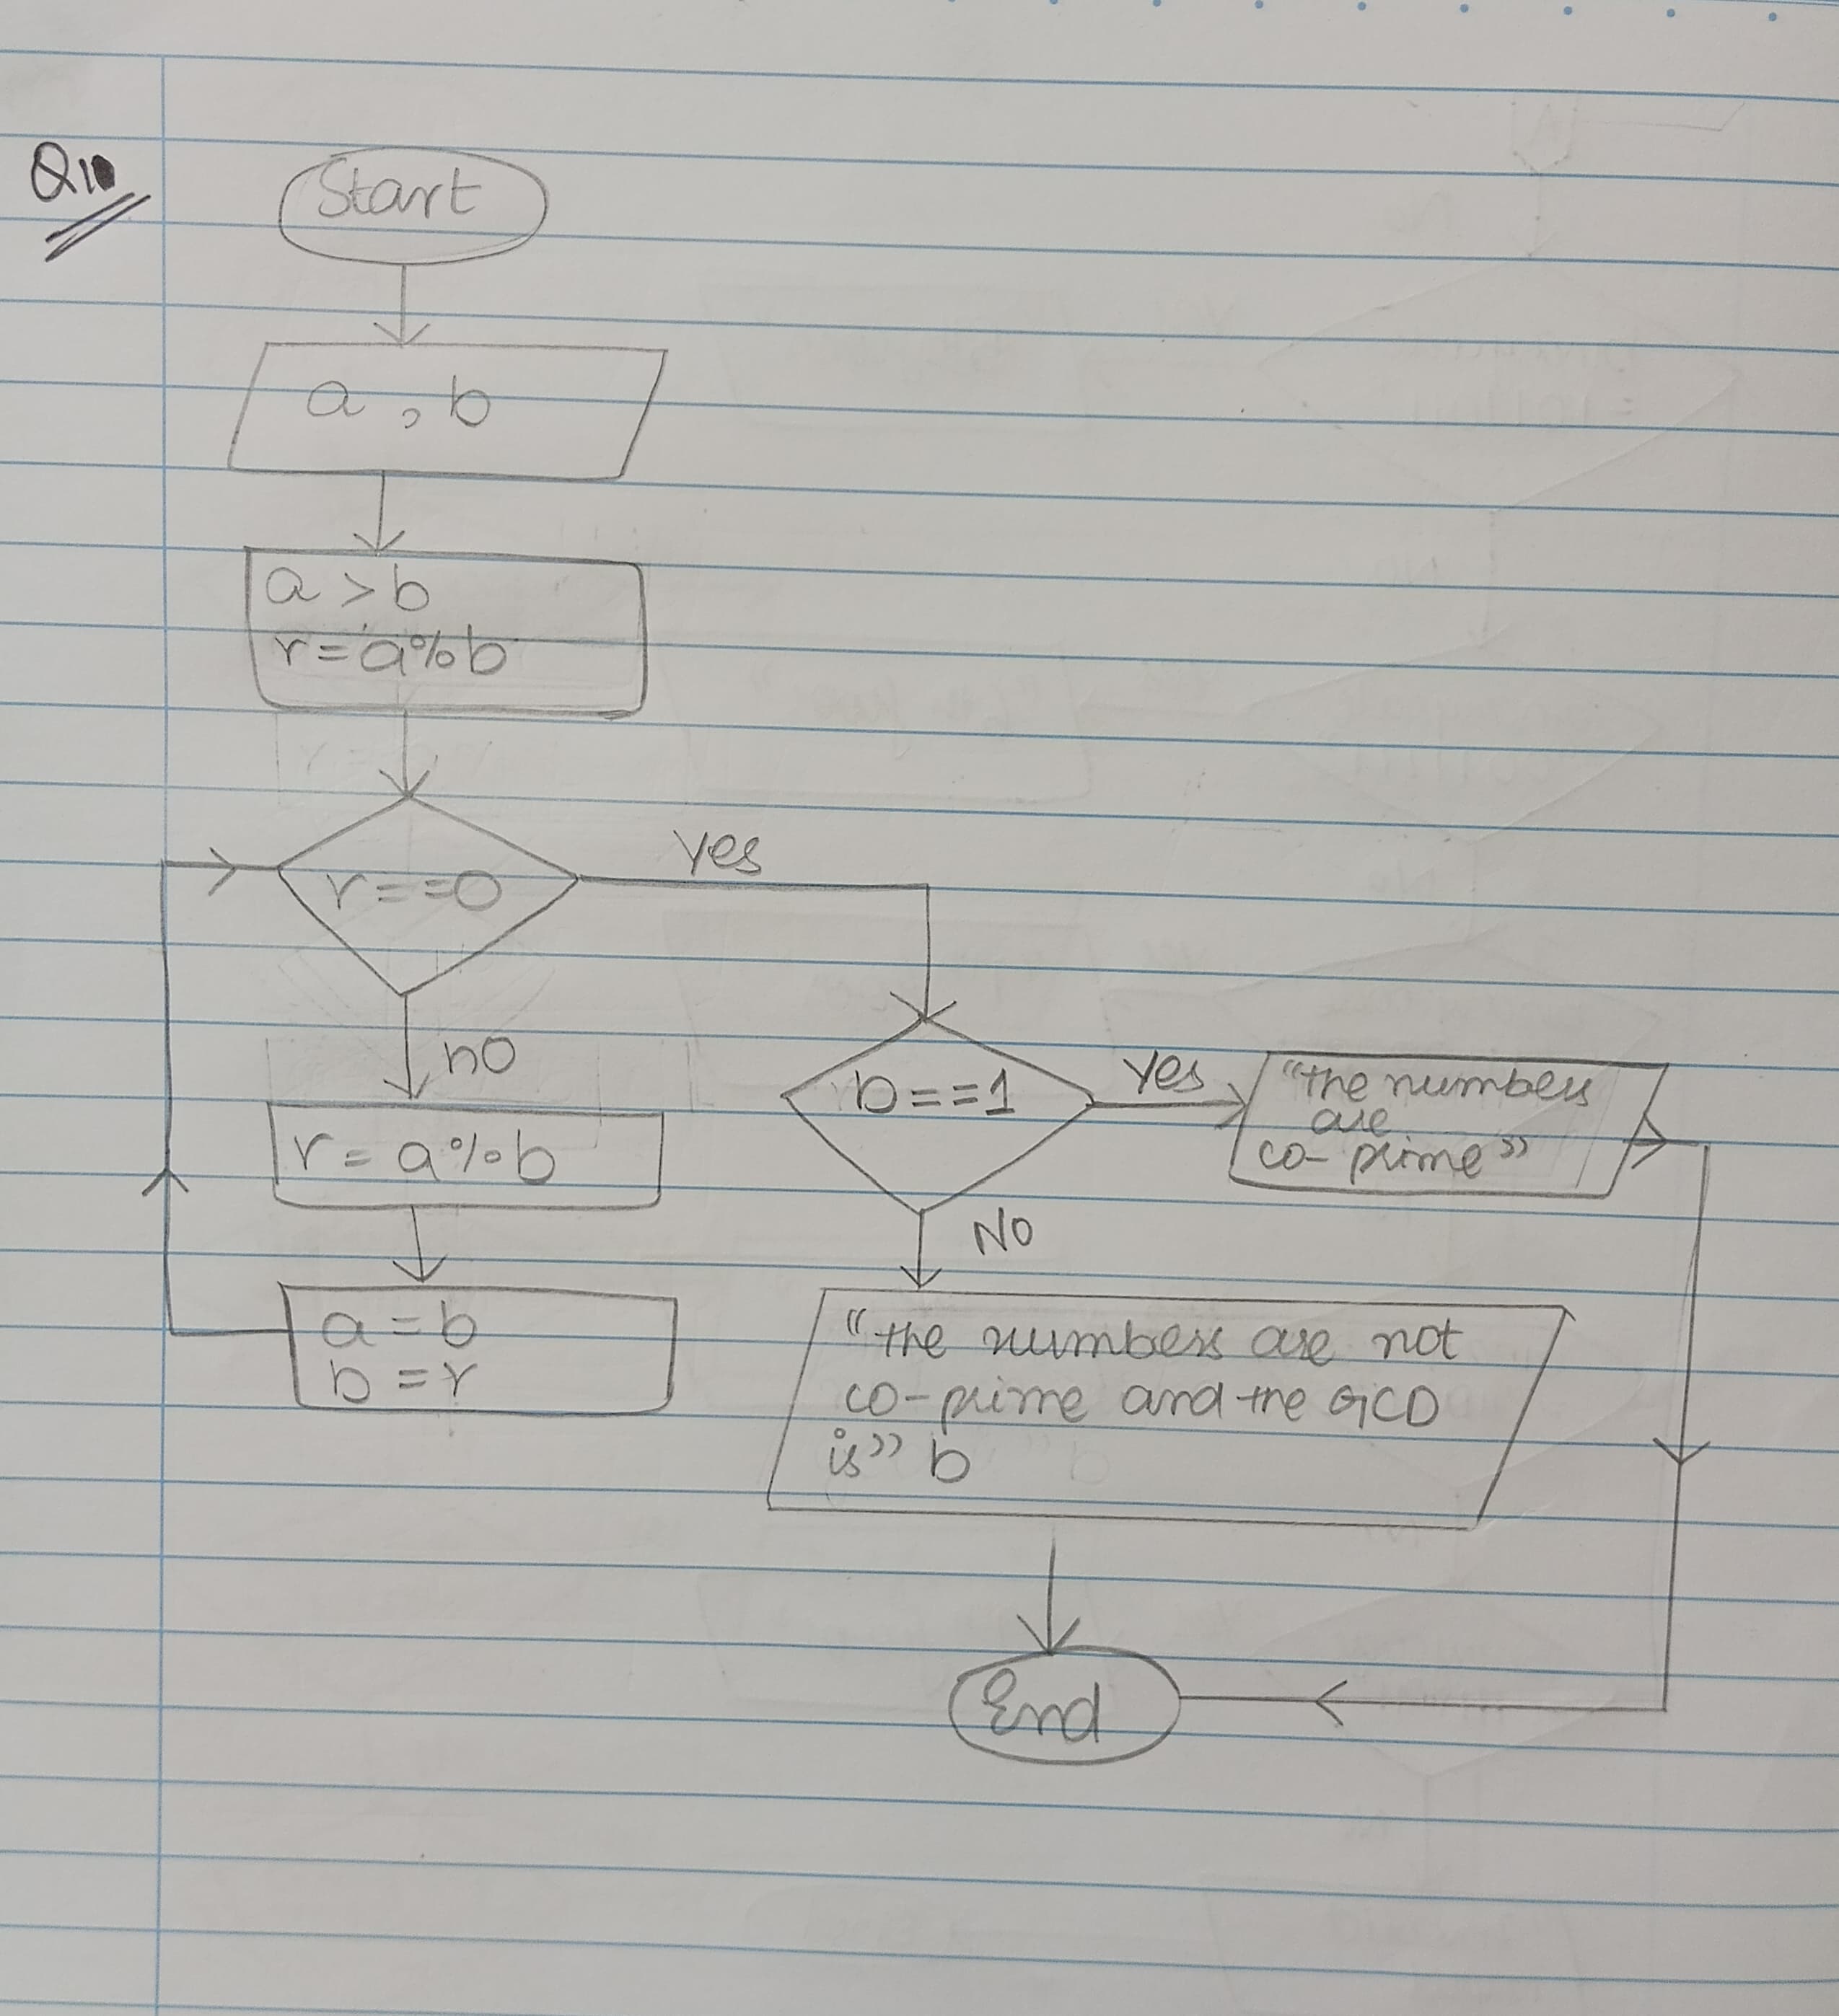 Q10
Start
a , b
a > b
r = a % b
r = = 0
yes
no
r = a % b
a = b
b = r
b = = 1
yes
"the numbers
are
co- prime"
NO
"the numbers are not
co-prime and the GCD
is" b
End